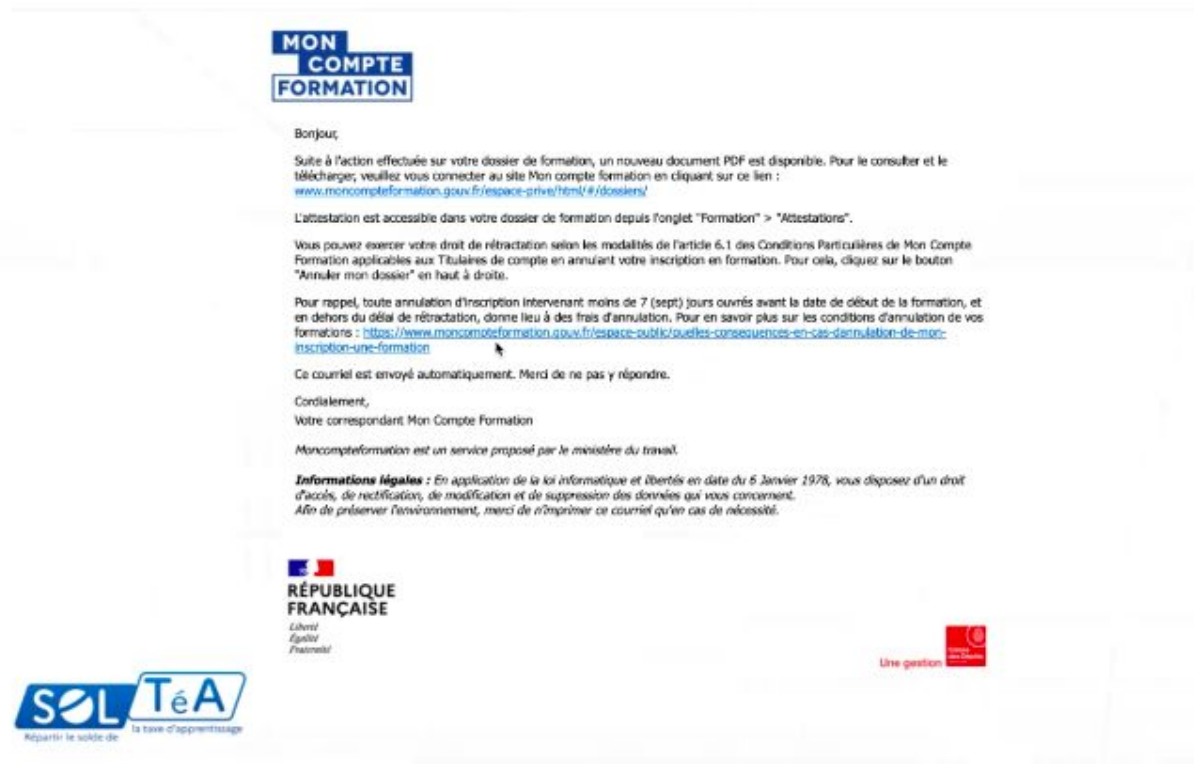 MON
COMPTE
FORMATION
Bonjour,
Suite à l'action effectuée sur votre dossier de formation, un nouveau document PDF est disponible. Pour le consulter et le
télécharger, veuillez vous connecter au site Mon compte formation en cliquant sur ce lien :
www.moncompteformation.gouv.fr/espace-prive/html/#/dossiers/
L'attestation est accessible dans votre dossier de formation depuis l'onglet "Formation" > "Attestations".
Vous pouvez exercer votre droit de rétractation selon les modalités de l'article 6.1 des Conditions Particulières de Mon Compte
Formation applicables aux Titulaires de compte en annulant votre inscription en formation. Pour cela, cliquez sur le bouton
"Annuler mon dossier" en haut à droite.
Pour rappel, toute annulation d'inscription intervenant moins de 7 (sept) jours ouvrés avant la date de début de la formation, et
en dehors du délai de rétractation, donne lieu à des frais d'annulation. Pour en savoir plus sur les conditions d'annulation de vos
formations : https://www.moncompteformation.gouv.fr/espace-public/quelles-consequences-en-cas-dannulation-de-mon-
inscription-une-formation
Ce courriel est envoyé automatiquement. Merci de ne pas y répondre.
Cordialement,
Votre correspondant Mon Compte Formation
Moncompteformation est un service proposé par le ministère du travail.
Informations légales : En application de la loi informatique et libertés en date du 6 Janvier 1978, vous disposez d'un droit
d'accès, de rectification, de modification et de suppression des données qui vous concernent.
Afin de préserver l'environnement, merci de n'imprimer ce courriel qu'en cas de nécessité.
RÉPUBLIQUE
FRANÇAISE
Liberté
Égalité
Fraternité
Une gestion
SOLTéA
Répartir le solde de la taxe d'apprentissage